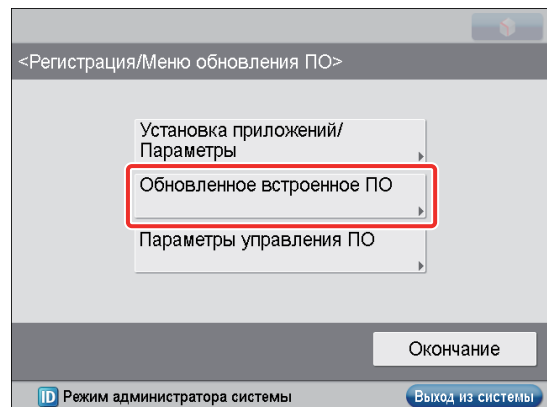 <Регистрация/Меню обновления ПО>
Установка приложений/
Параметры
Обновленное встроенное ПО
Параметры управления ПО
Окончание
ID Режим администратора системы
Выход из системы